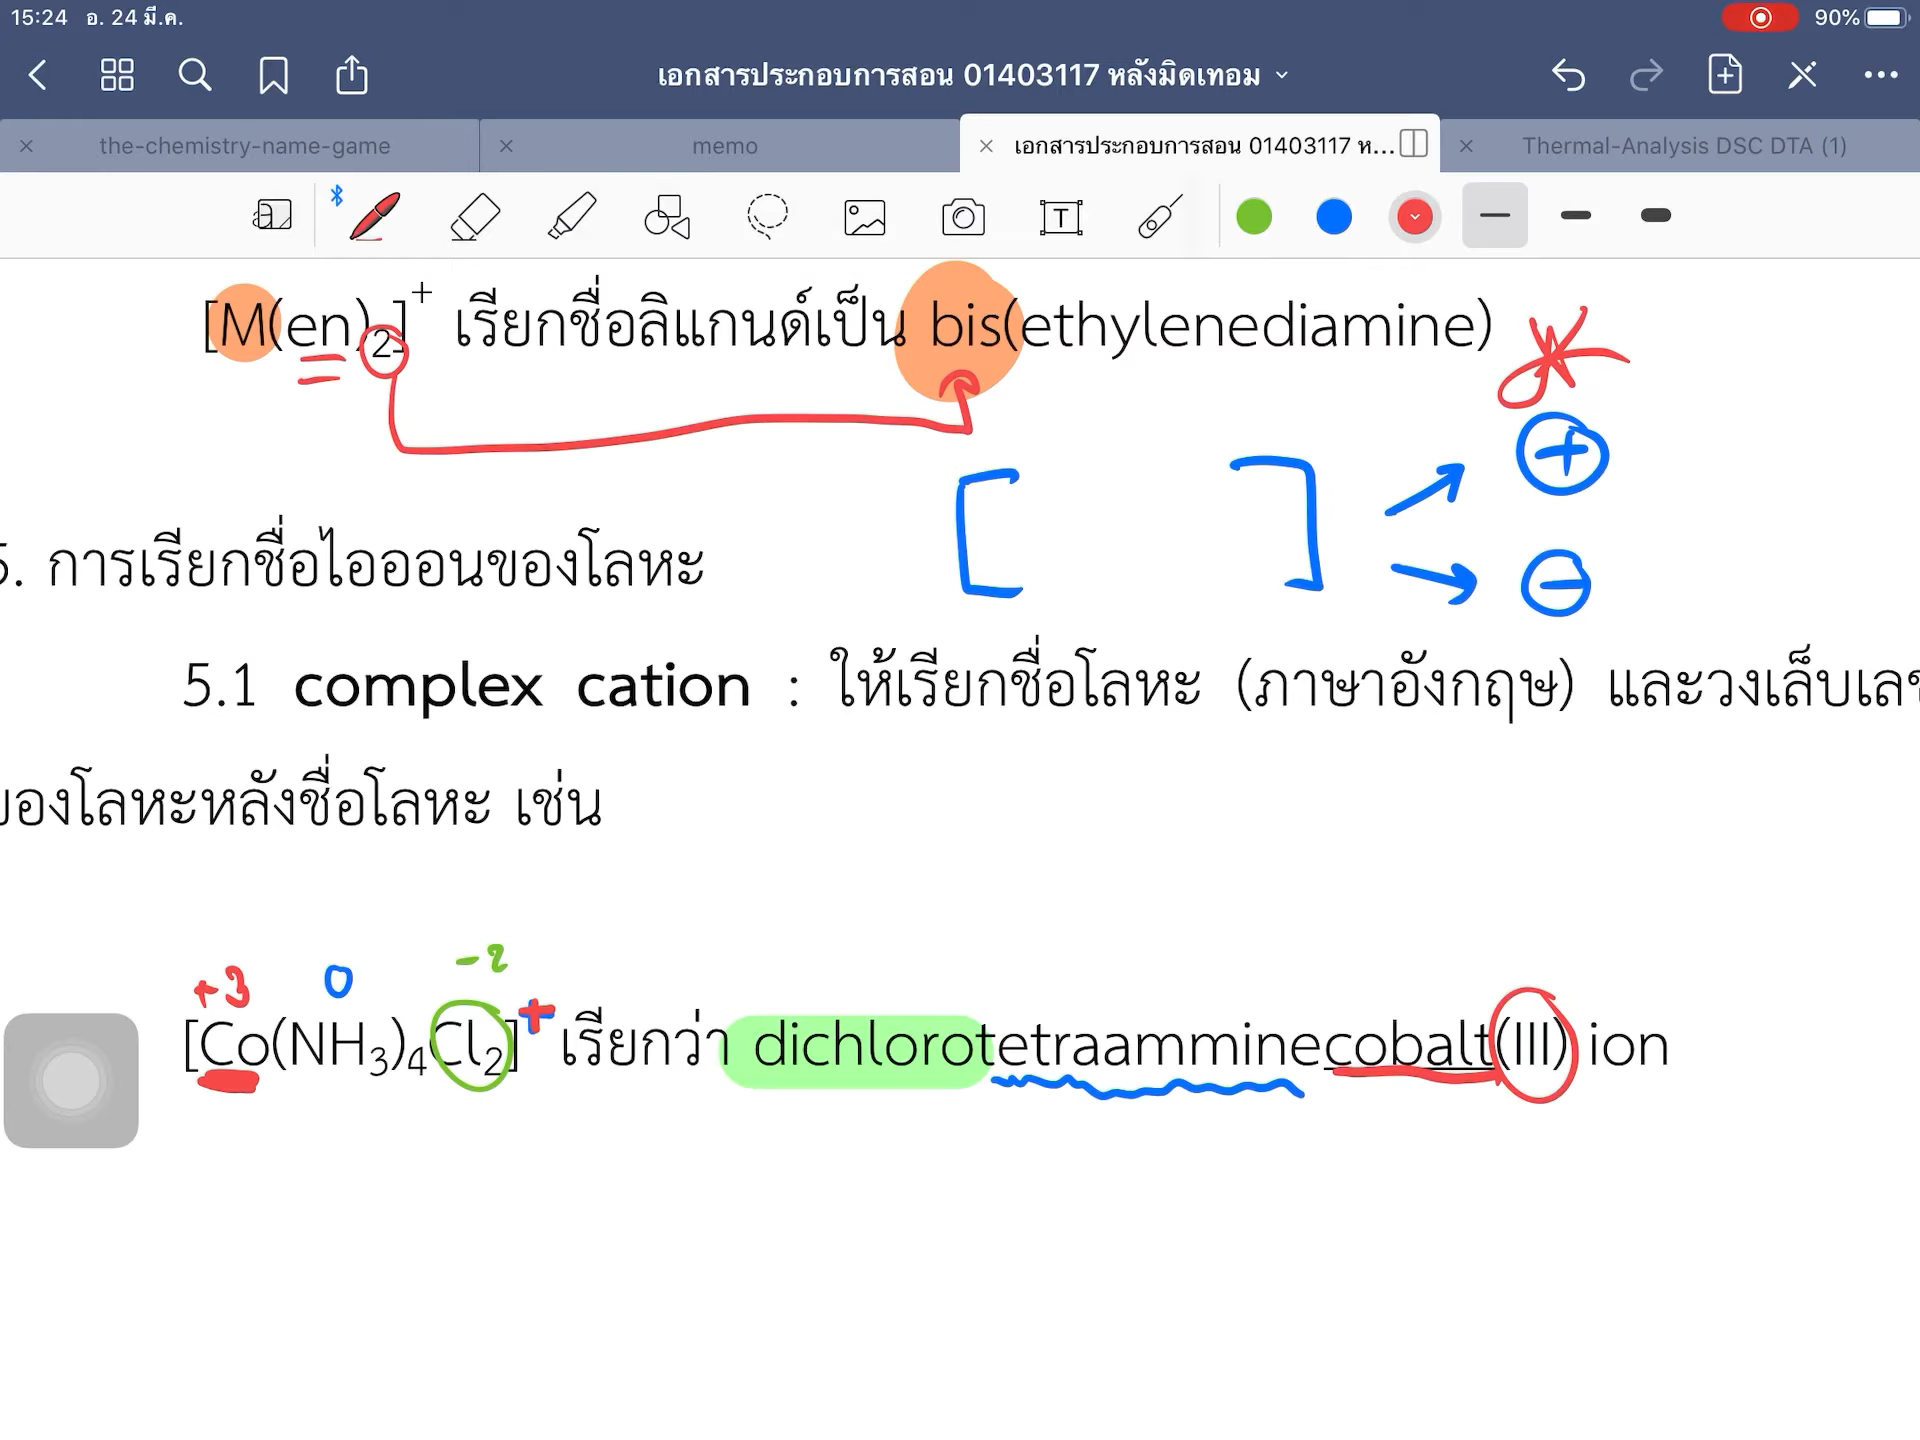 15:24 อ. 24 มี.ค. 90%
เอกสารประกอบการสอน 01403117 หลังมิดเทอม
the-chemistry-name-game memo เอกสารประกอบการสอน 01403117 ห... Thermal-Analysis DSC DTA (1)
[M(en)₂]⁺ เรียกชื่อลิแกนด์เป็น bis(ethylenediamine)
[ ] → +
→ −
5. การเรียกชื่อไอออนของโลหะ
5.1 complex cation : ให้เรียกชื่อโลหะ (ภาษาอังกฤษ) และวงเล็บเลข
ของโลหะหลังชื่อโลหะ เช่น
+3 0 -2
[Co(NH₃)₄Cl₂]⁺ เรียกว่า dichlorotetraamminecobalt(III) ion